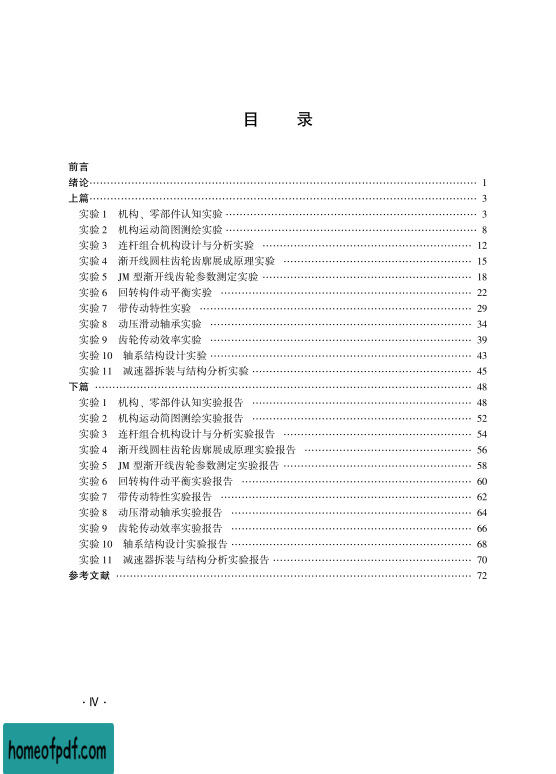 目 录
前言
绪论……1
上篇……3
实验 1 机构、零部件认知实验……3
实验 2 机构运动简图测绘实验……8
实验 3 连杆组合机构设计与分析实验……12
实验 4 渐开线圆柱齿轮齿廓展成原理实验……15
实验 5 JM 型渐开线齿轮参数测定实验……18
实验 6 回转构件动平衡实验……22
实验 7 带传动特性实验……29
实验 8 动压滑动轴承实验……34
实验 9 齿轮传动效率实验……39
实验 10 轴系结构设计实验……43
实验 11 减速器拆装与结构分析实验……45
下篇……48
实验 1 机构、零部件认知实验报告……48
实验 2 机构运动简图测绘实验报告……52
实验 3 连杆组合机构设计与分析实验报告……54
实验 4 渐开线圆柱齿轮齿廓展成原理实验报告……56
实验 5 JM 型渐开线齿轮参数测定实验报告……58
实验 6 回转构件动平衡实验报告……60
实验 7 带传动特性实验报告……62
实验 8 动压滑动轴承实验报告……64
实验 9 齿轮传动效率实验报告……66
实验 10 轴系结构设计实验报告……68
实验 11 减速器拆装与结构分析实验报告……70
参考文献……72
· Ⅳ ·
homeofpdf.com